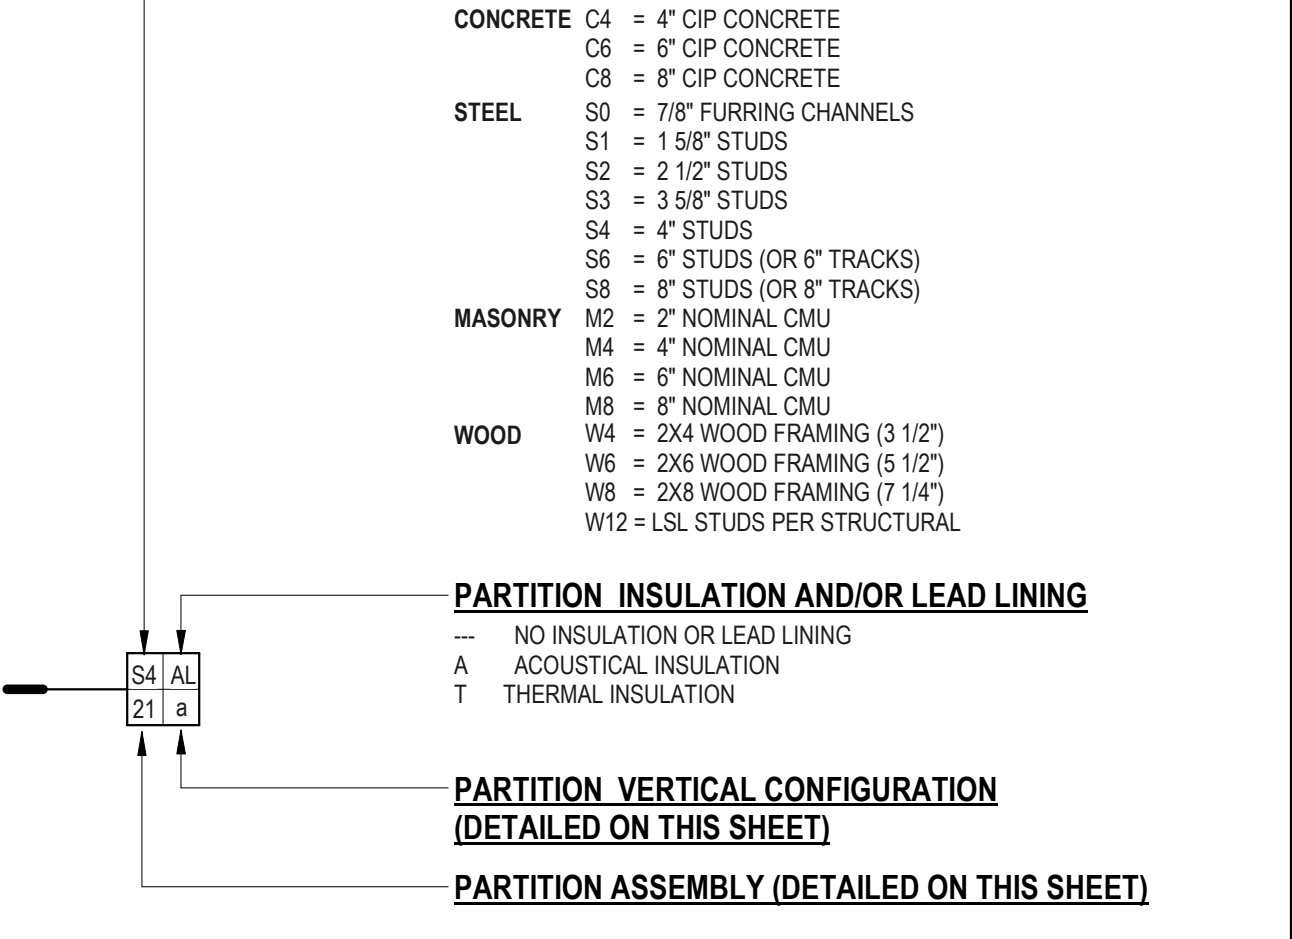 CONCRETE C4 = 4" CIP CONCRETE
C6 = 6" CIP CONCRETE
C8 = 8" CIP CONCRETE
STEEL S0 = 7/8" FURRING CHANNELS
S1 = 1 5/8" STUDS
S2 = 2 1/2" STUDS
S3 = 3 5/8" STUDS
S4 = 4" STUDS
S6 = 6" STUDS (OR 6" TRACKS)
S8 = 8" STUDS (OR 8" TRACKS)
MASONRY M2 = 2" NOMINAL CMU
M4 = 4" NOMINAL CMU
M6 = 6" NOMINAL CMU
M8 = 8" NOMINAL CMU
WOOD W4 = 2X4 WOOD FRAMING (3 1/2")
W6 = 2X6 WOOD FRAMING (5 1/2")
W8 = 2X8 WOOD FRAMING (7 1/4")
W12 = LSL STUDS PER STRUCTURAL
PARTITION INSULATION AND/OR LEAD LINING
--- NO INSULATION OR LEAD LINING
A ACOUSTICAL INSULATION
T THERMAL INSULATION
S4 AL
21 a
PARTITION VERTICAL CONFIGURATION
(DETAILED ON THIS SHEET)
PARTITION ASSEMBLY (DETAILED ON THIS SHEET)